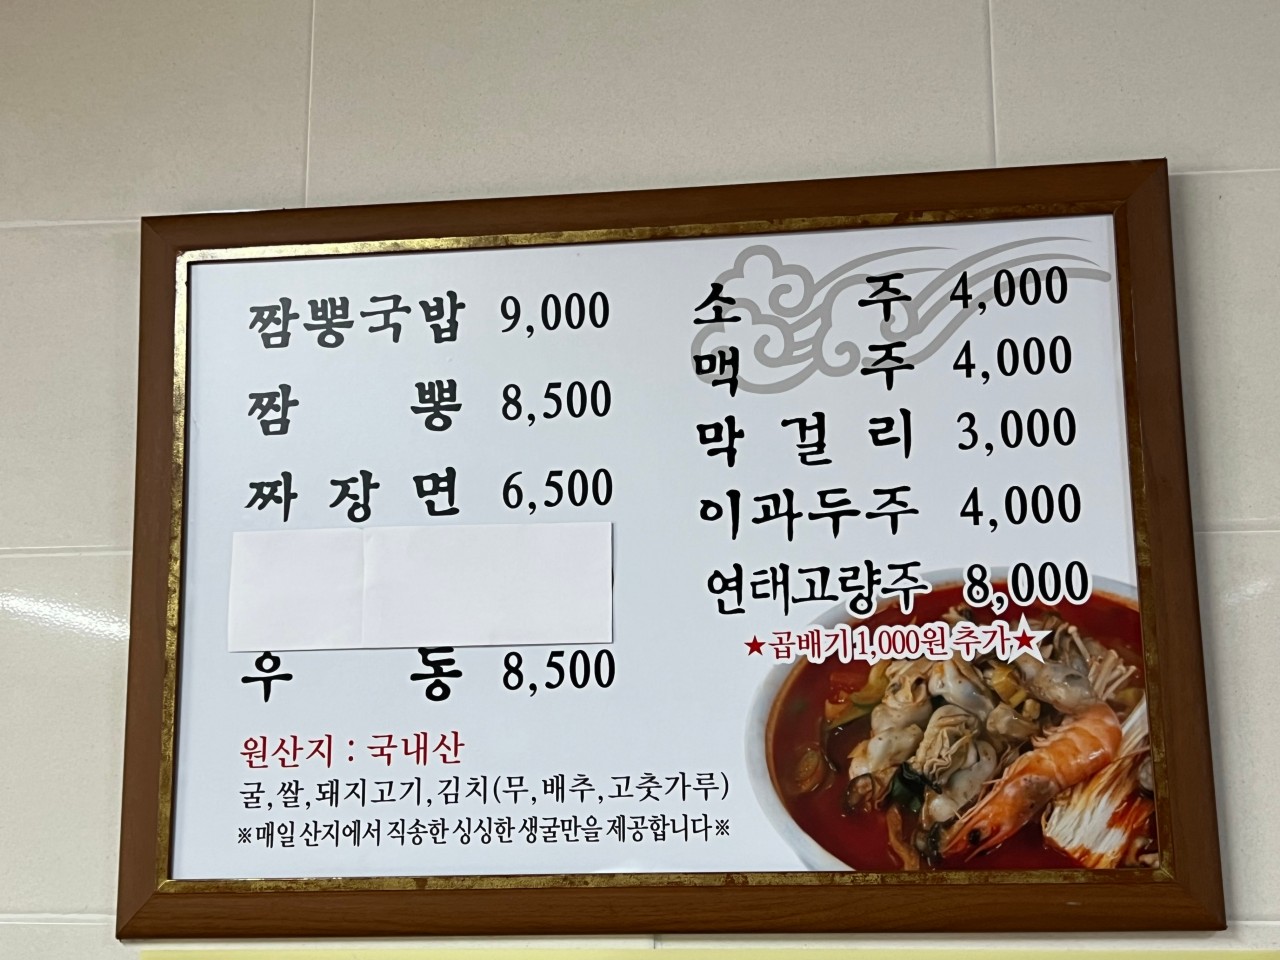 짬뽕국밥 9,000
짬 뽕 8,500
짜 장 면 6,500
우 동 8,500
원산지 : 국내산
굴,쌀,돼지고기,김치(무,배추,고춧가루)
※매일 산지에서 직송한 싱싱한 생굴만을 제공합니다※
소 주 4,000
맥 주 4,000
막 걸 리 3,000
이과두주 4,000
연태고량주 8,000
★곱배기1,000원 추가★